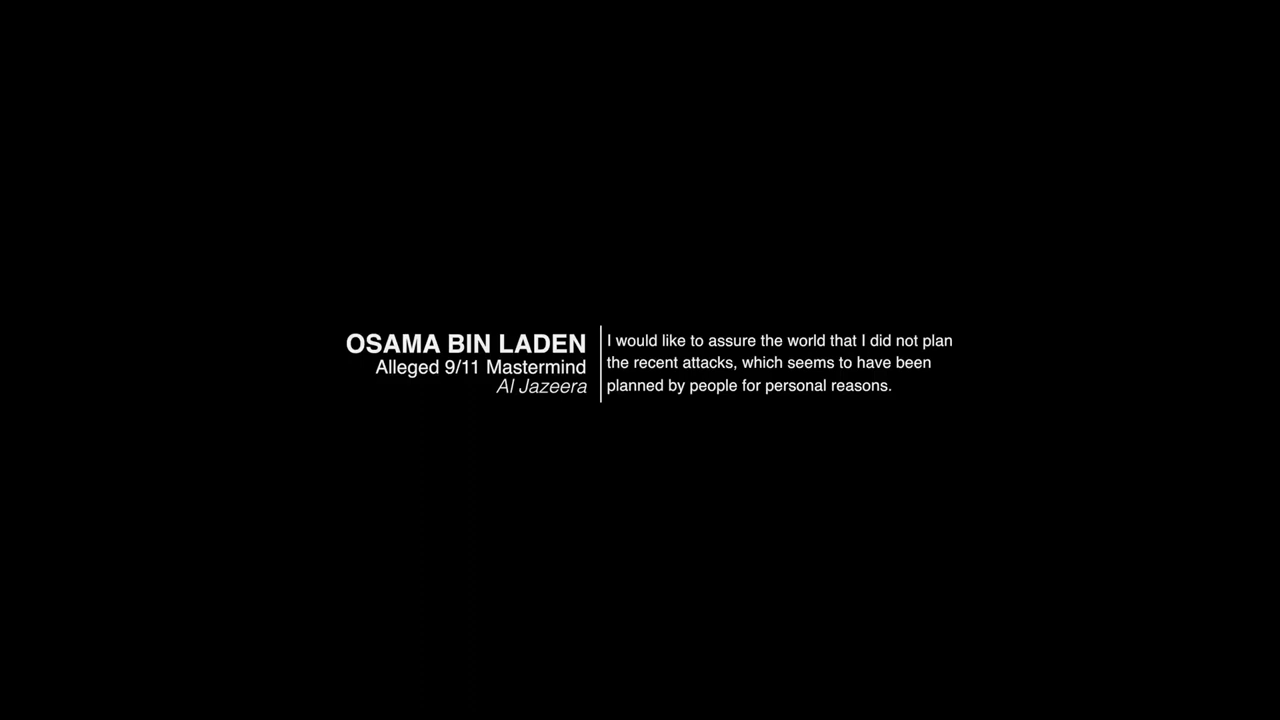 OSAMA BIN LADEN
Alleged 9/11 Mastermind
Al Jazeera
I would like to assure the world that I did not plan
the recent attacks, which seems to have been
planned by people for personal reasons.